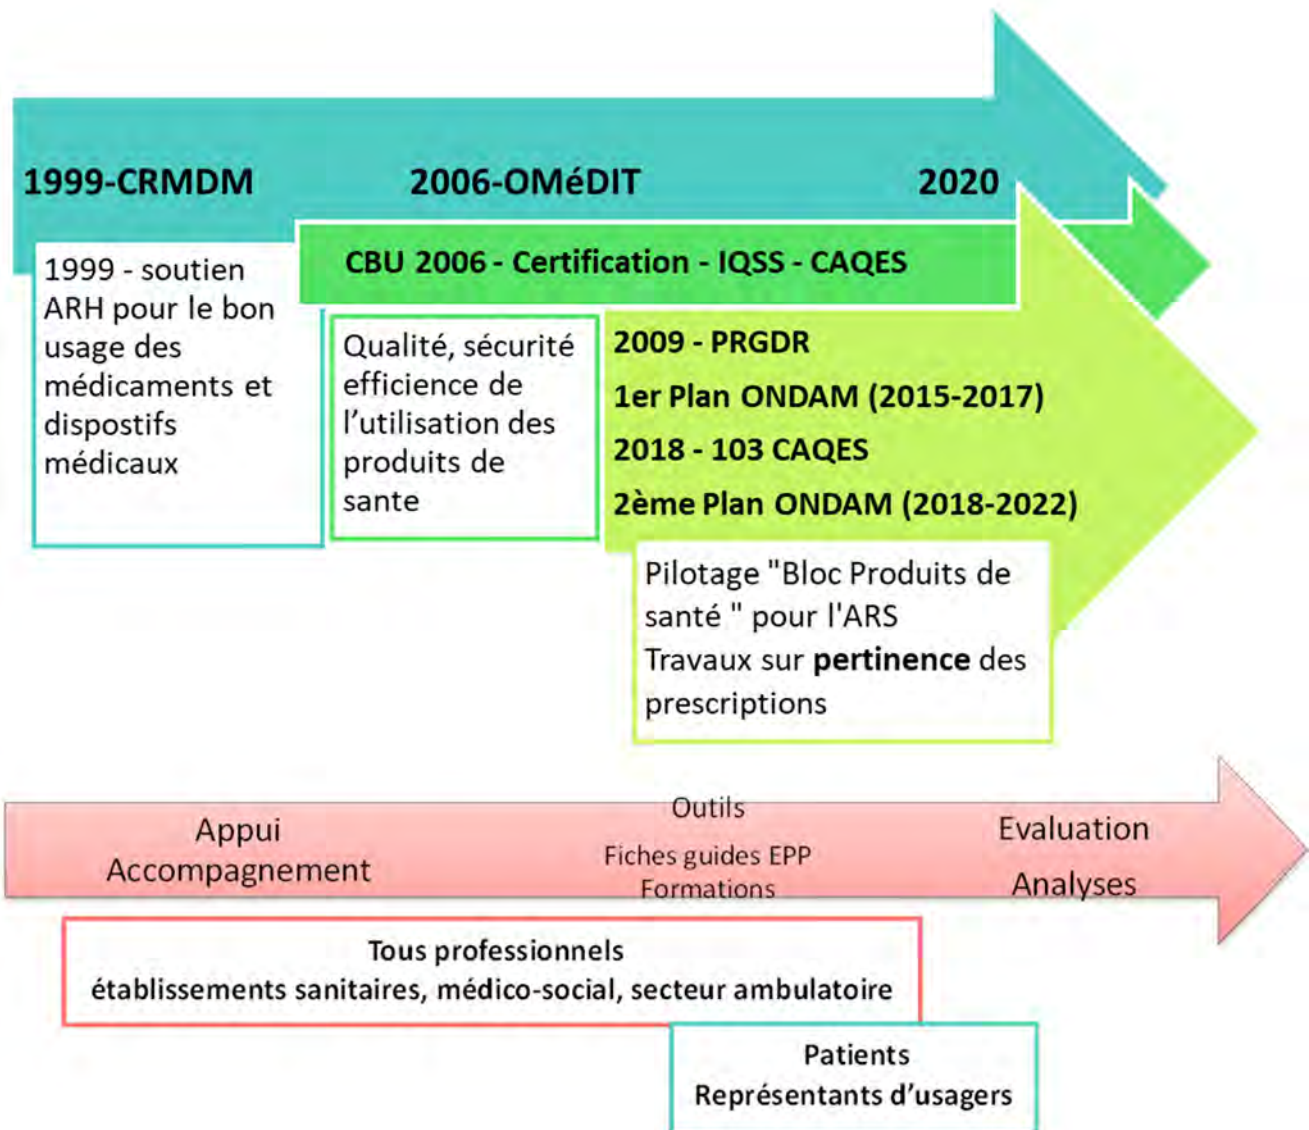 1999-CRMDM 2006-OMéDIT 2020
CBU 2006 - Certification - IQSS - CAQES
1999 - soutien
ARH pour le bon
usage des
médicaments et
dispostifs
médicaux
Qualité, sécurité
efficience de
l’utilisation des
produits de
sante
2009 - PRGDR
1er Plan ONDAM (2015-2017)
2018 - 103 CAQES
2ème Plan ONDAM (2018-2022)
Pilotage "Bloc Produits de
santé " pour l'ARS
Travaux sur pertinence des
prescriptions
Appui
Accompagnement
Outils
Fiches guides EPP
Formations
Evaluation
Analyses
Tous professionnels
établissements sanitaires, médico-social, secteur ambulatoire
Patients
Représentants d’usagers